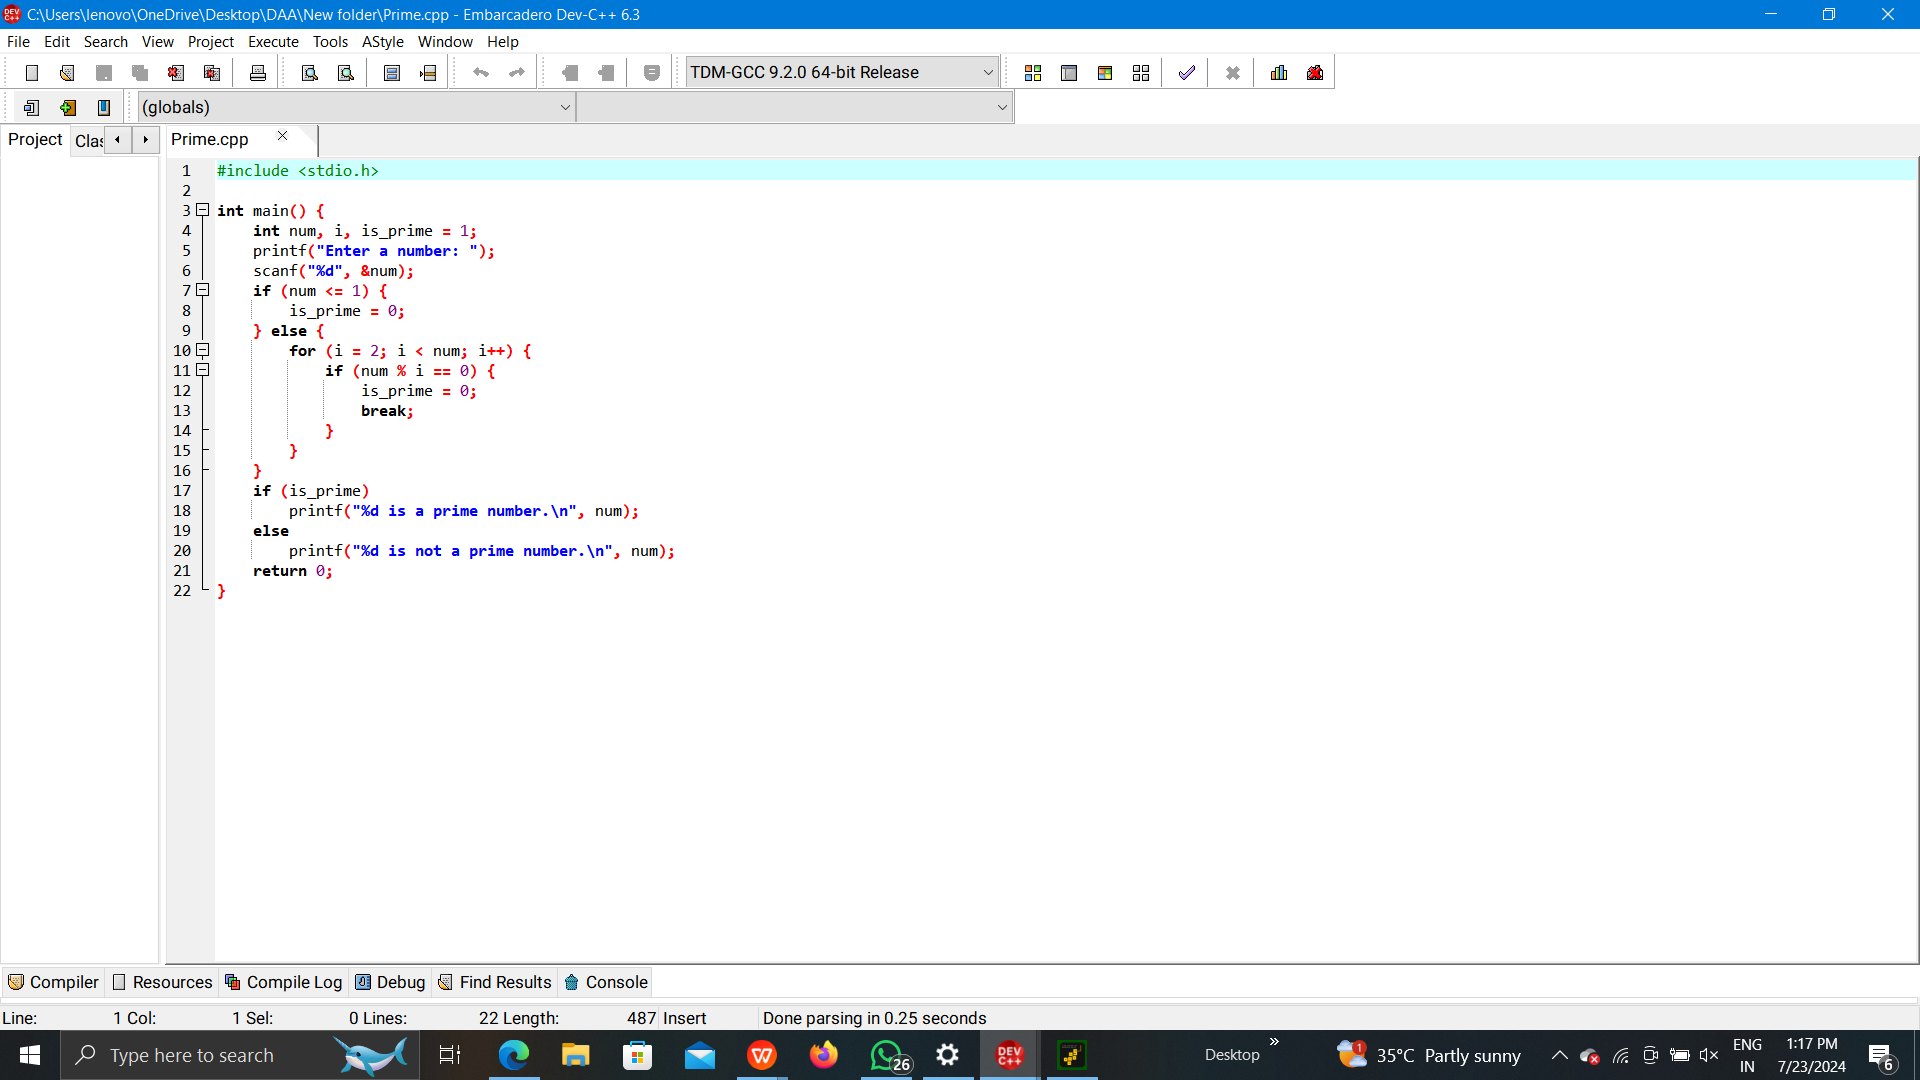 C:\Users\lenovo\OneDrive\Desktop\DAA\New folder\Prime.cpp - Embarcadero Dev-C++ 6.3
File Edit Search View Project Execute Tools AStyle Window Help
TDM-GCC 9.2.0 64-bit Release
(globals)
Project Clas Prime.cpp
1 #include <stdio.h>
2
3 int main() {
4     int num, i, is_prime = 1;
5     printf("Enter a number: ");
6     scanf("%d", &num);
7     if (num <= 1) {
8         is_prime = 0;
9     } else {
10         for (i = 2; i < num; i++) {
11             if (num % i == 0) {
12                 is_prime = 0;
13                 break;
14             }
15         }
16     }
17     if (is_prime)
18         printf("%d is a prime number.\n", num);
19     else
20         printf("%d is not a prime number.\n", num);
21     return 0;
22 }
Compiler Resources Compile Log Debug Find Results Console
Line: 1 Col: 1 Sel: 0 Lines: 22 Length: 487 Insert Done parsing in 0.25 seconds
Type here to search 26 DEV C++ Desktop » 1 35°C Partly sunny ENG IN 1:17 PM 7/23/2024 6